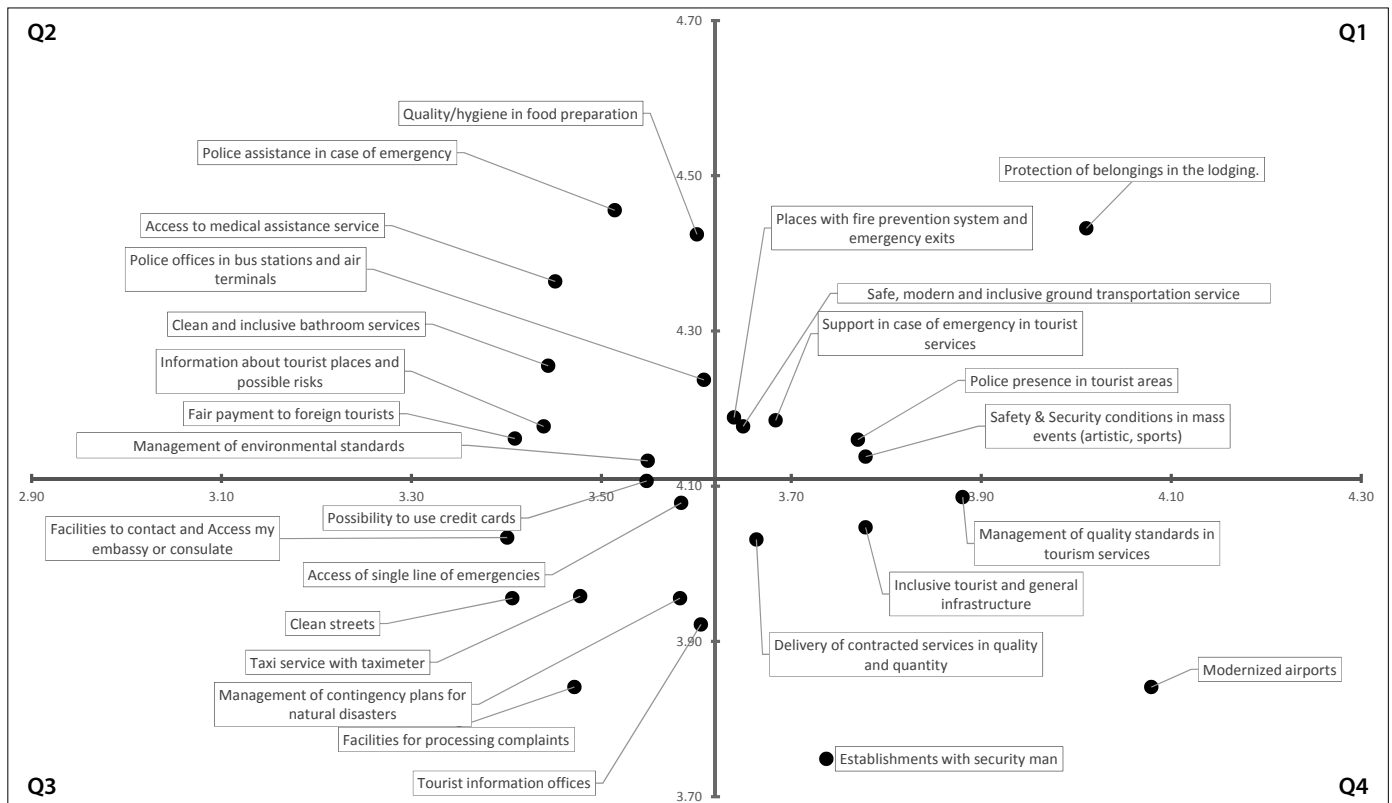 Q2
4.70
Q1
Quality/hygiene in food preparation
Police assistance in case of emergency
4.50
Protection of belongings in the lodging.
Access to medical assistance service
Places with fire prevention system and
emergency exits
Police offices in bus stations and air
terminals
Safe, modern and inclusive ground transportation service
Clean and inclusive bathroom services
4.30
Support in case of emergency in tourist
services
Information about tourist places and
possible risks
Police presence in tourist areas
Fair payment to foreign tourists
Safety & Security conditions in mass
events (artistic, sports)
Management of environmental standards
2.90
3.10
3.30
3.50
4.10
3.70
3.90
4.10
4.30
Possibility to use credit cards
Facilities to contact and Access my
embassy or consulate
Management of quality standards in
tourism services
Access of single line of emergencies
Inclusive tourist and general
infrastructure
Clean streets
3.90
Delivery of contracted services in quality
and quantity
Taxi service with taximeter
Modernized airports
Management of contingency plans for
natural disasters
Facilities for processing complaints
Establishments with security man
Tourist information offices
Q3
3.70
Q4